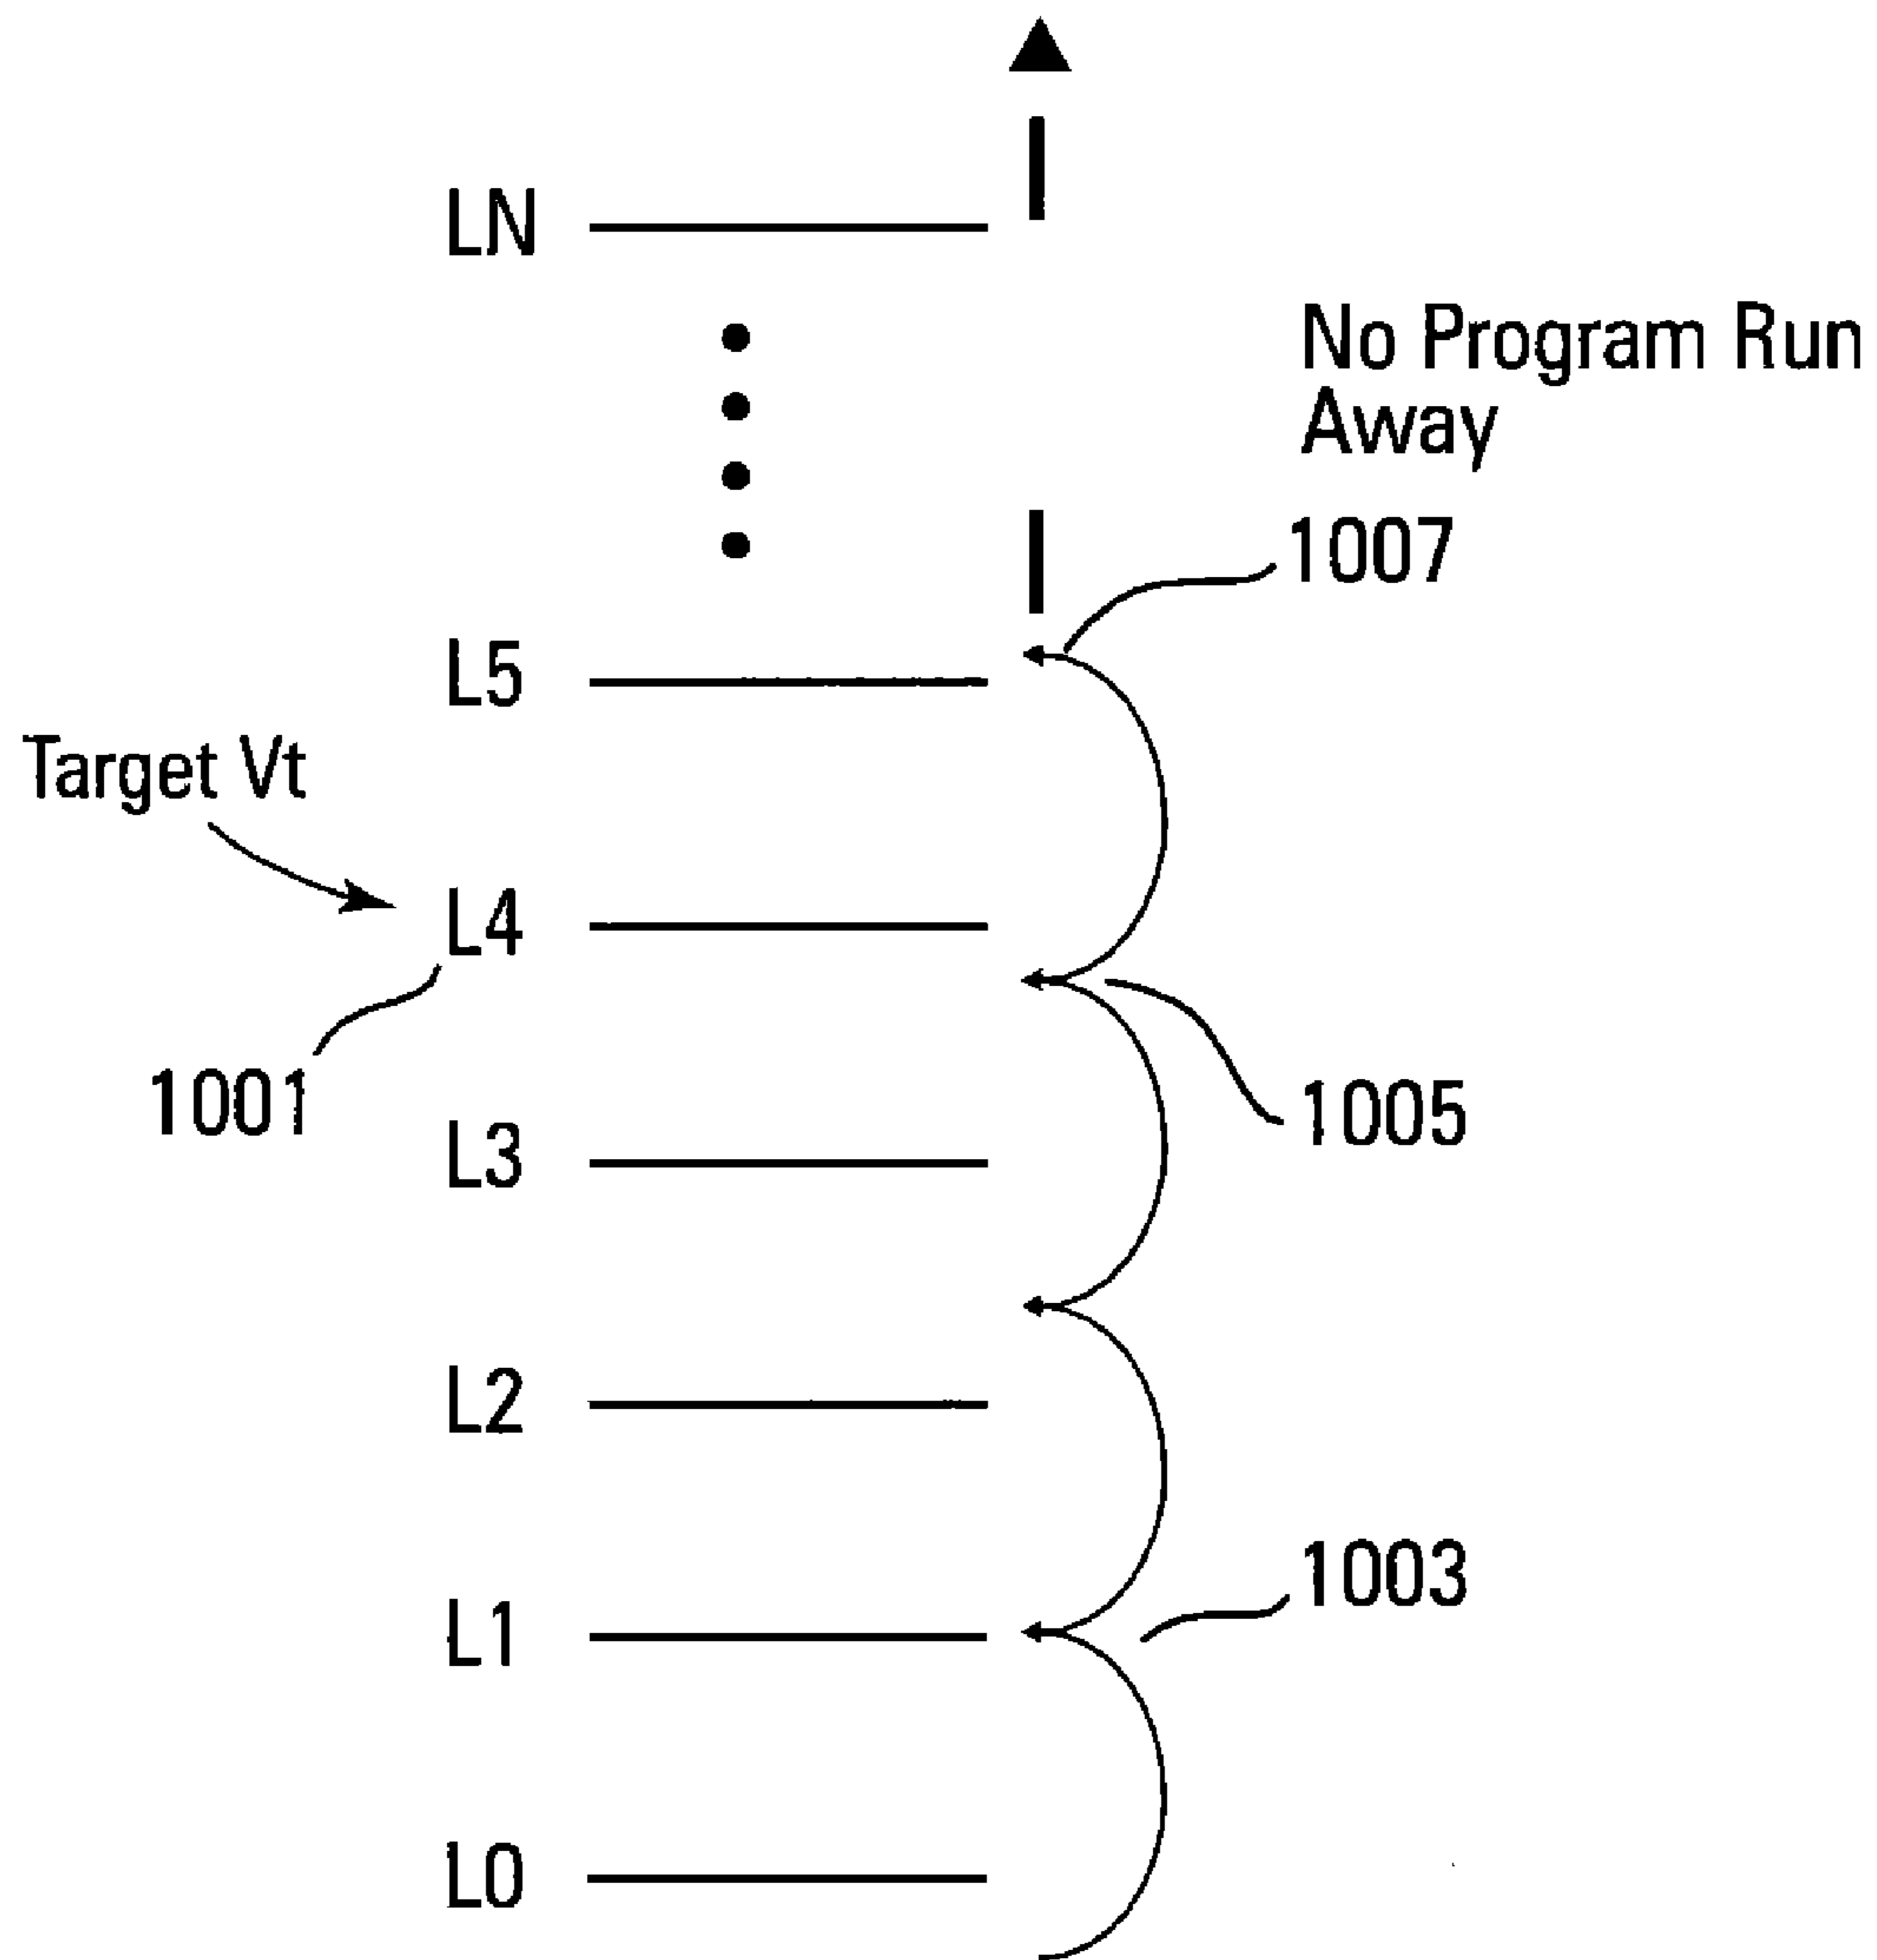 LN
No Program Run
Away
1007
L5
Target Vt
L4
1001
1005
L3
L2
1003
L1
L0